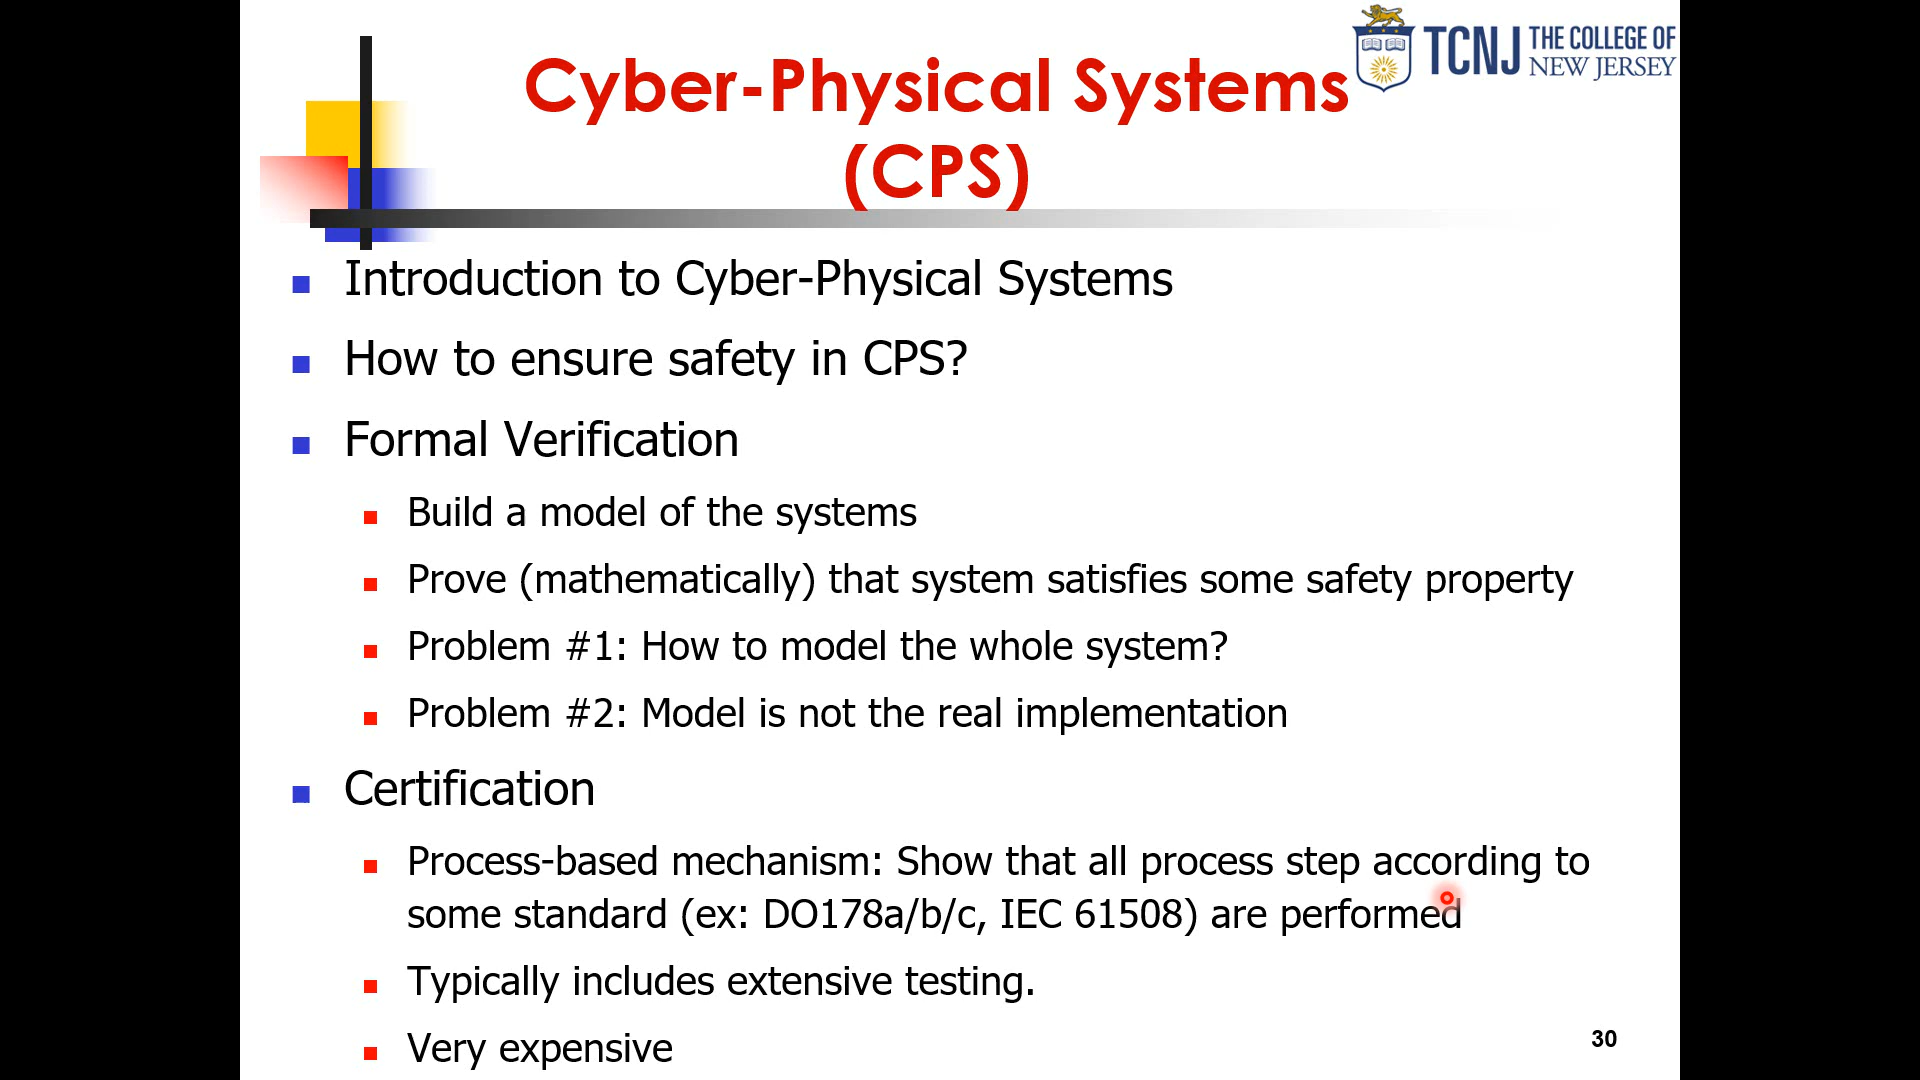 TCNJ THE COLLEGE OF
NEW JERSEY
Cyber-Physical Systems
(CPS)
Introduction to Cyber-Physical Systems
How to ensure safety in CPS?
Formal Verification
Build a model of the systems
Prove (mathematically) that system satisfies some safety property
Problem #1: How to model the whole system?
Problem #2: Model is not the real implementation
Certification
Process-based mechanism: Show that all process step according to
some standard (ex: DO178a/b/c, IEC 61508) are performed
Typically includes extensive testing.
Very expensive
30